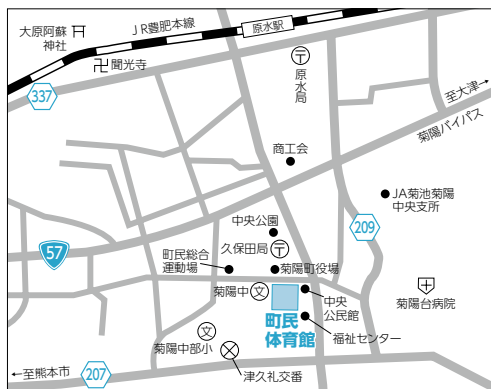 大原阿蘇
神社
JR豊肥本線
原水駅
聞光寺
原水局
337
至大津→
菊陽バイパス
商工会
JA菊池菊陽
中央支所
209
中央公園
久保田局
57
町民総合
運動場
菊陽町役場
菊陽中
文
中央
公民館
菊陽台病院
町民
体育館
福祉センター
文
菊陽中部小
←至熊本市
207
津久礼交番